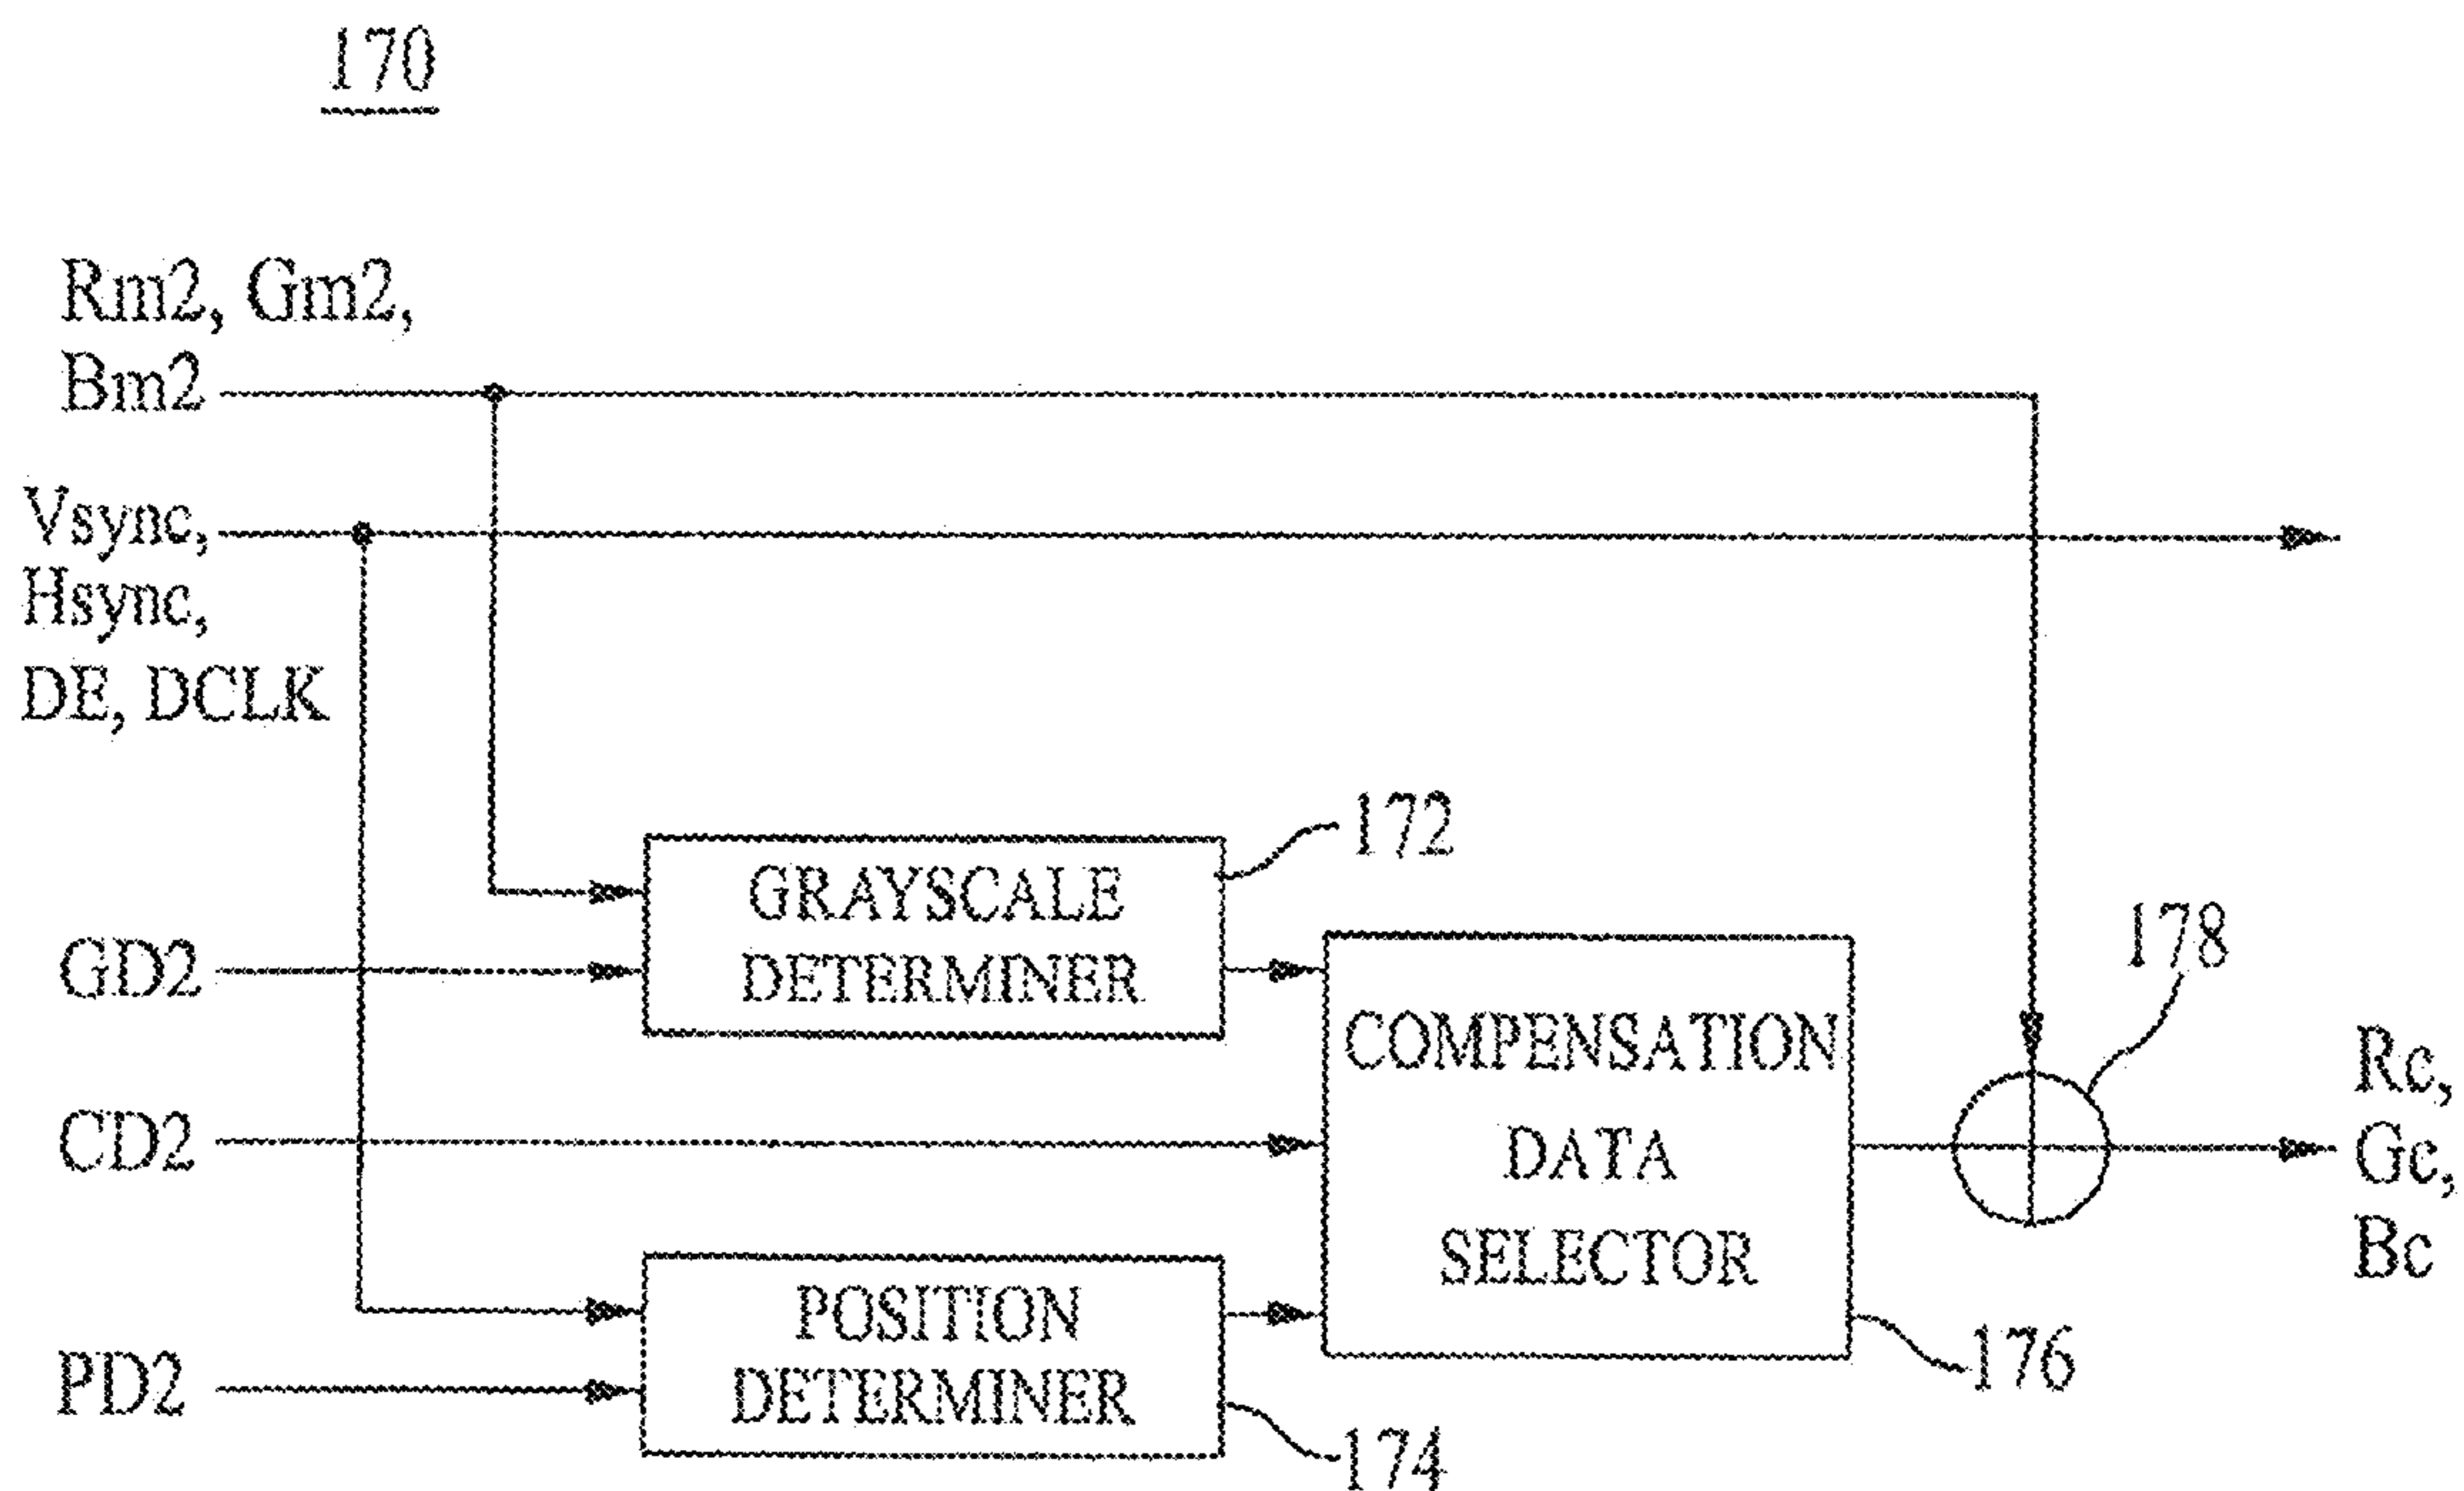 170
Rm2, Gm2,
Bm2
Vsync,
Hsync,
DE, DCLK
172
GRAYSCALE
DETERMINER
GD2
178
COMPENSATION
DATA
SELECTOR
CD2
Rc,
Gc,
Bc
POSITION
DETERMINER
PD2
176
174